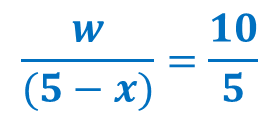 w/(5 − x) = 10/5